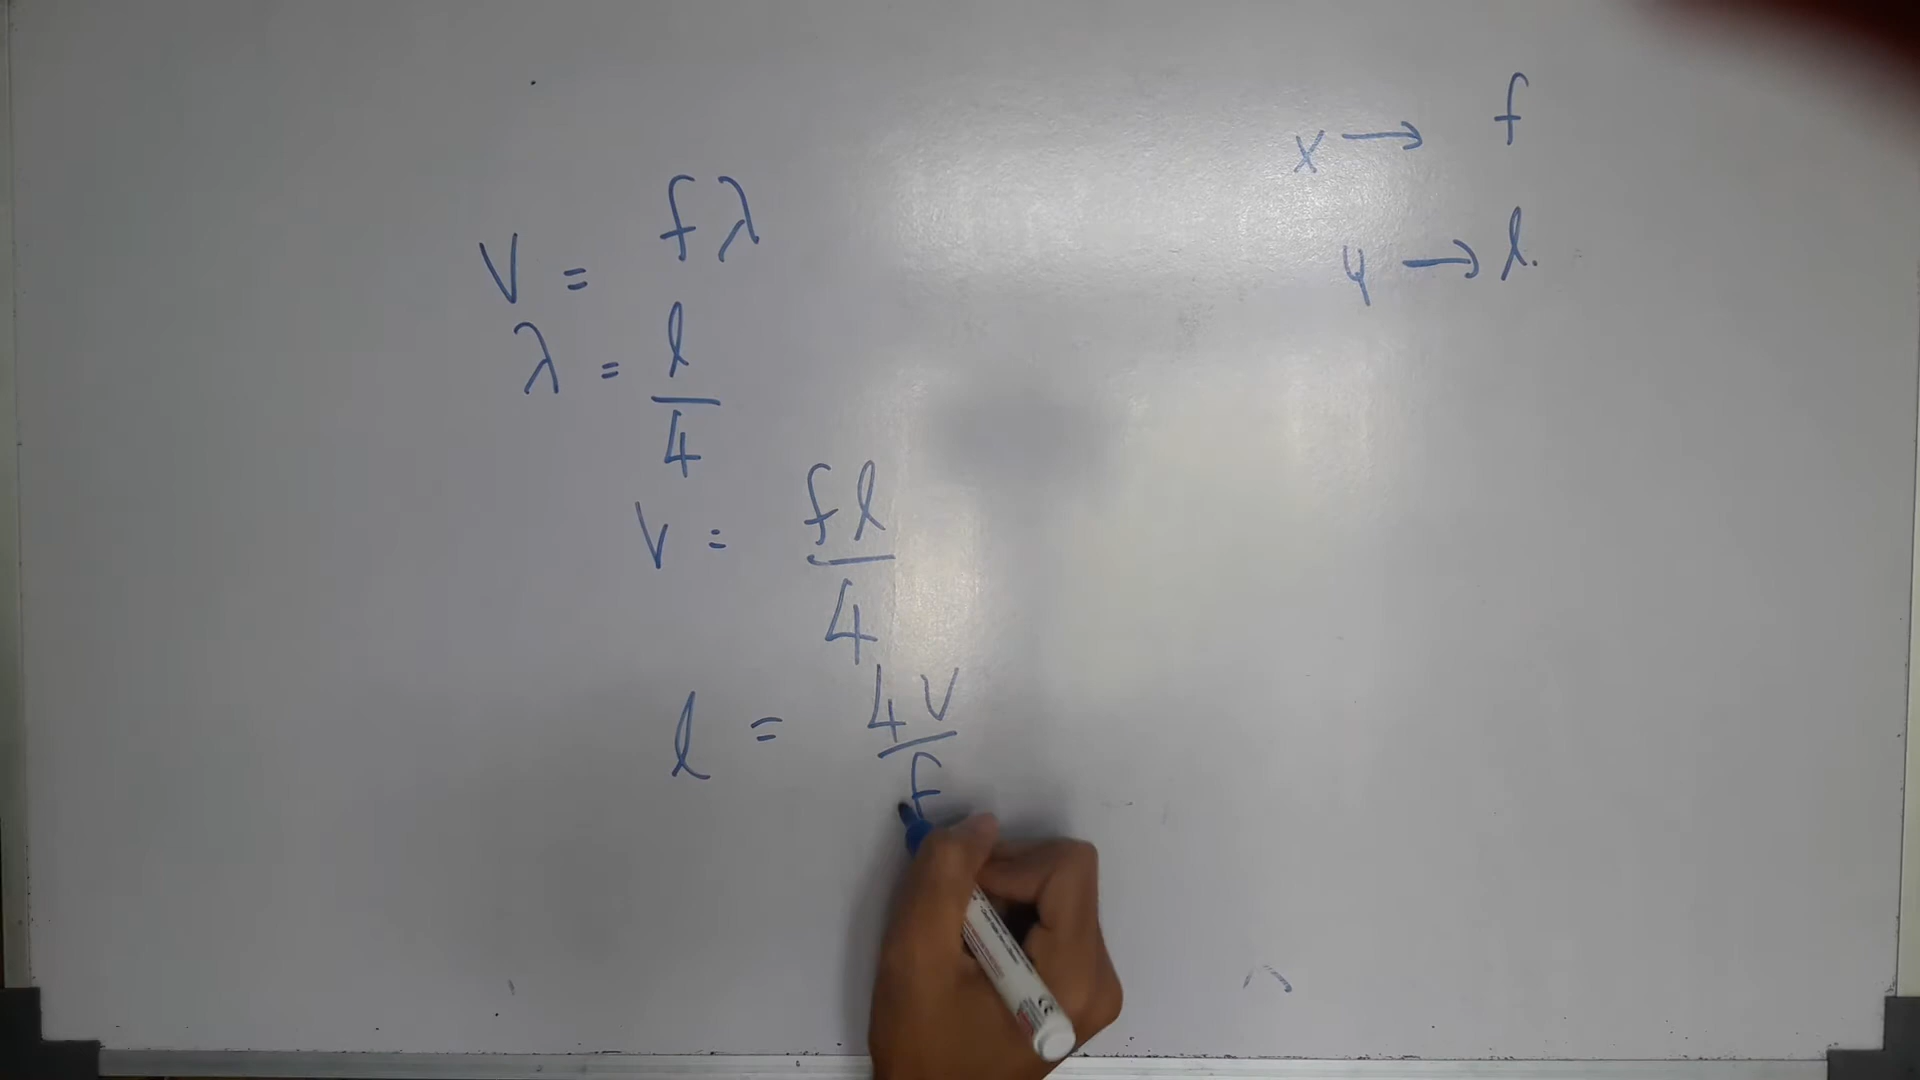 V = fλ
λ = l/4
V = fl/4
l = 4V/f
x → f
y → l.